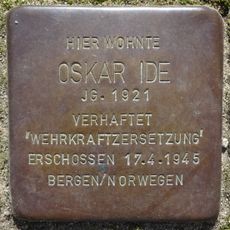 HIER WOHNTE
OSKAR IDE
JG. 1921
VERHAFTET
"WEHRKRAFTZERSETZUNG"
ERSCHOSSEN 17.4.1945
BERGEN/NORWEGEN